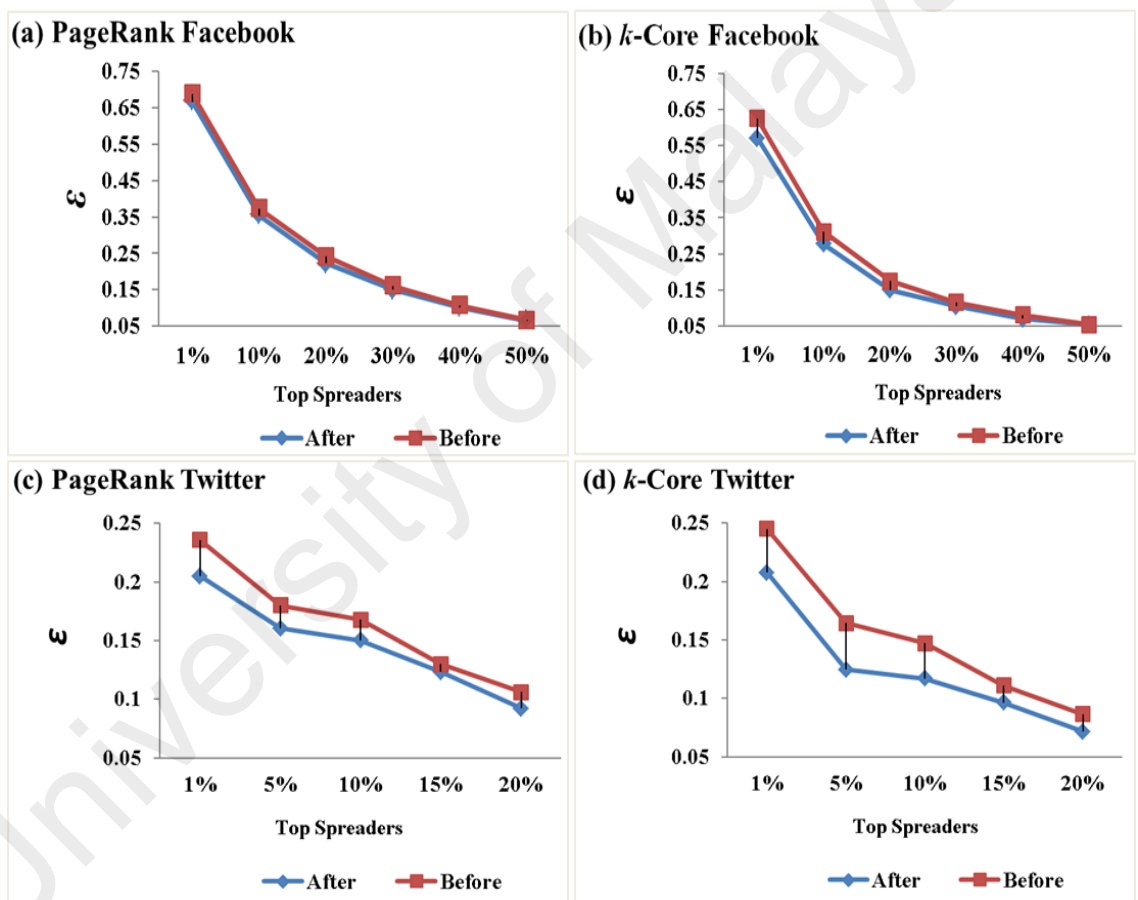 (a) PageRank Facebook
0.75
0.65
0.55
0.45
0.35
0.25
0.15
0.05
ε
1% 10% 20% 30% 40% 50%
Top Spreaders
After Before
(b) k-Core Facebook
0.75
0.65
0.55
0.45
0.35
0.25
0.15
0.05
ε
1% 10% 20% 30% 40% 50%
Top Spreaders
After Before
(c) PageRank Twitter
0.25
0.2
0.15
0.1
0.05
ε
1% 5% 10% 15% 20%
Top Spreaders
After Before
(d) k-Core Twitter
0.25
0.2
0.15
0.1
0.05
ε
1% 5% 10% 15% 20%
Top Spreaders
After Before
University of Malay